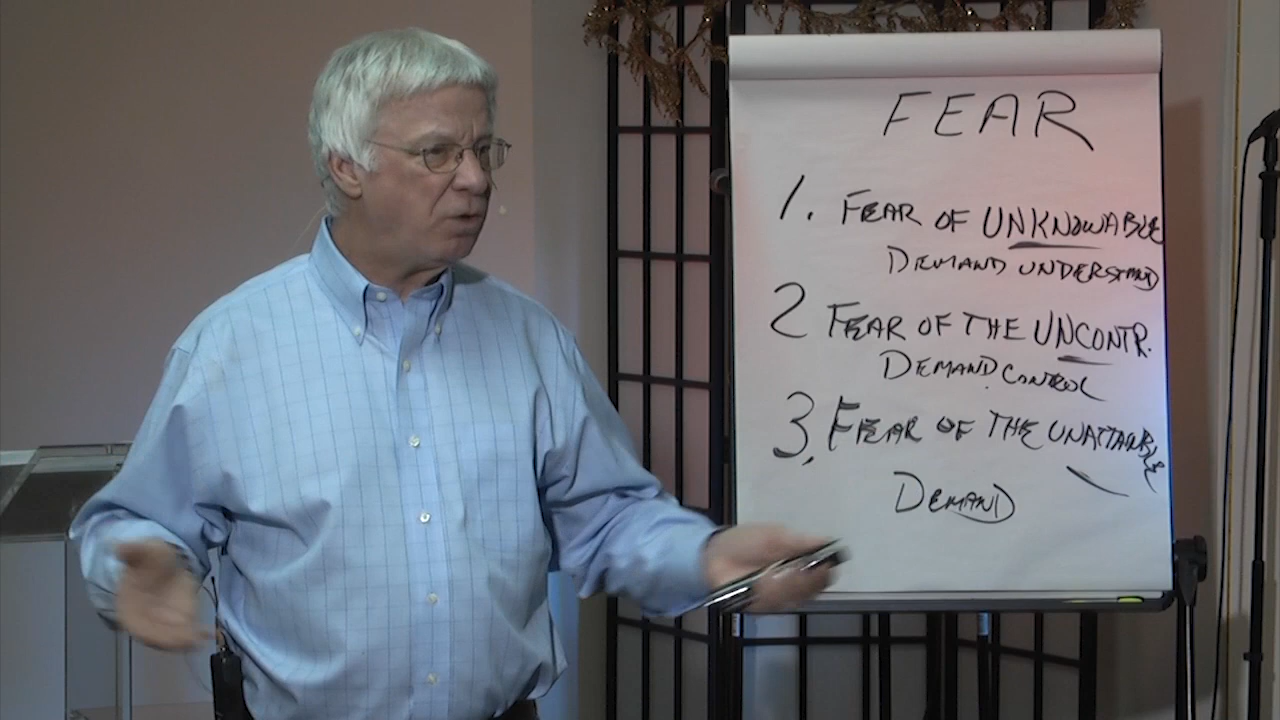 FEAR
1. FEAR OF UNKNOWABLE
DEMAND UNDERSTAND
2 FEAR OF THE UNCONTR.
DEMAND CONTROL
3. FEAR OF THE UNATTAINABLE
DEMAND